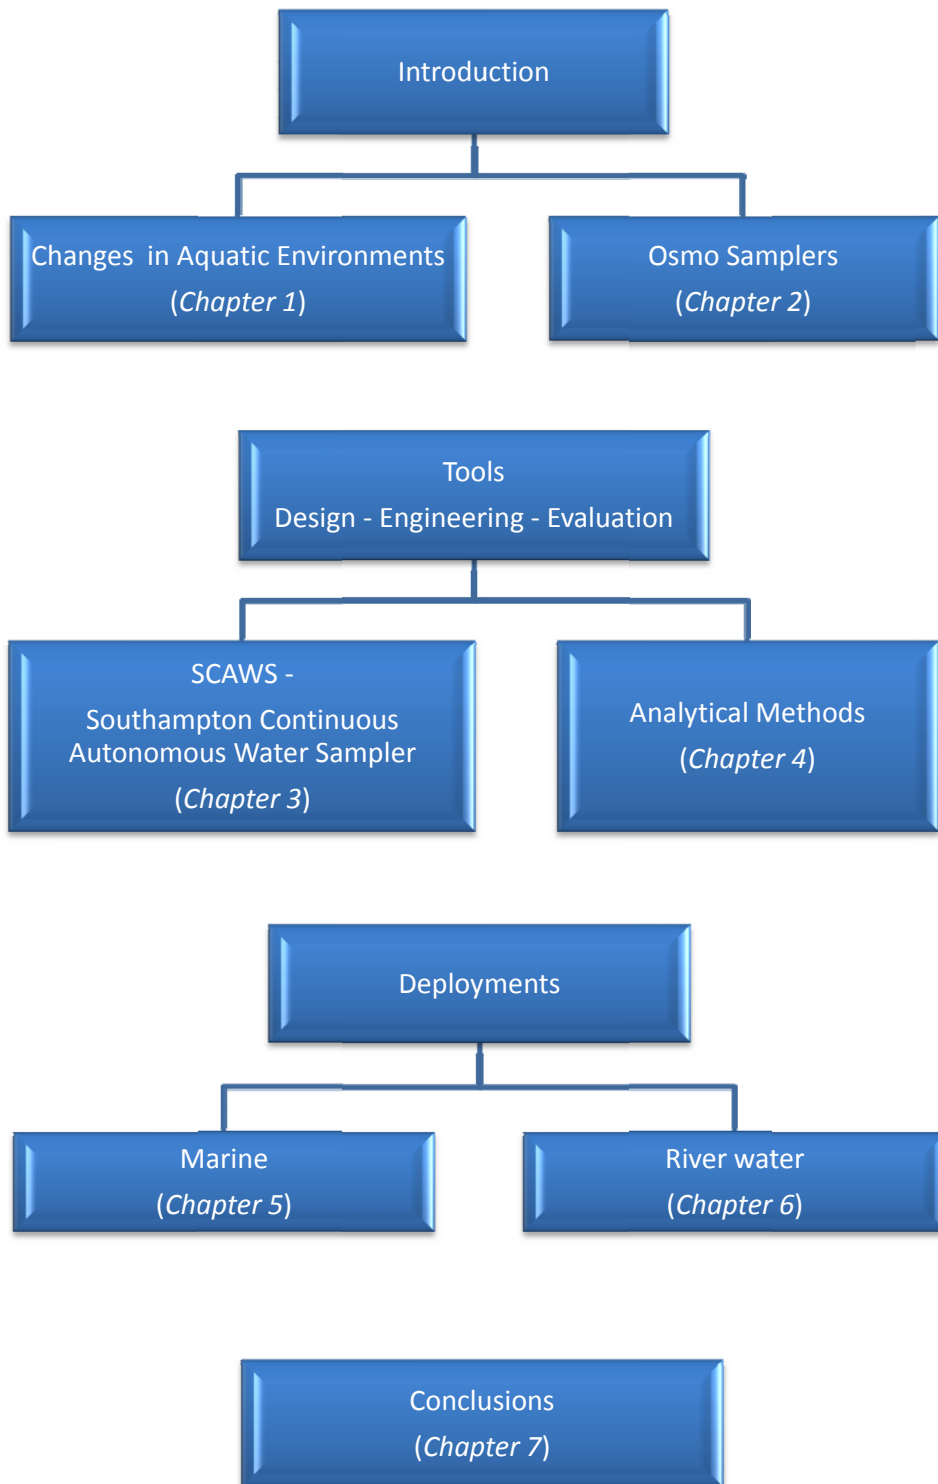 Introduction
Changes in Aquatic Environments
(Chapter 1)
Osmo Samplers
(Chapter 2)
Tools
Design - Engineering - Evaluation
SCAWS -
Southampton Continuous
Autonomous Water Sampler
(Chapter 3)
Analytical Methods
(Chapter 4)
Deployments
Marine
(Chapter 5)
River water
(Chapter 6)
Conclusions
(Chapter 7)